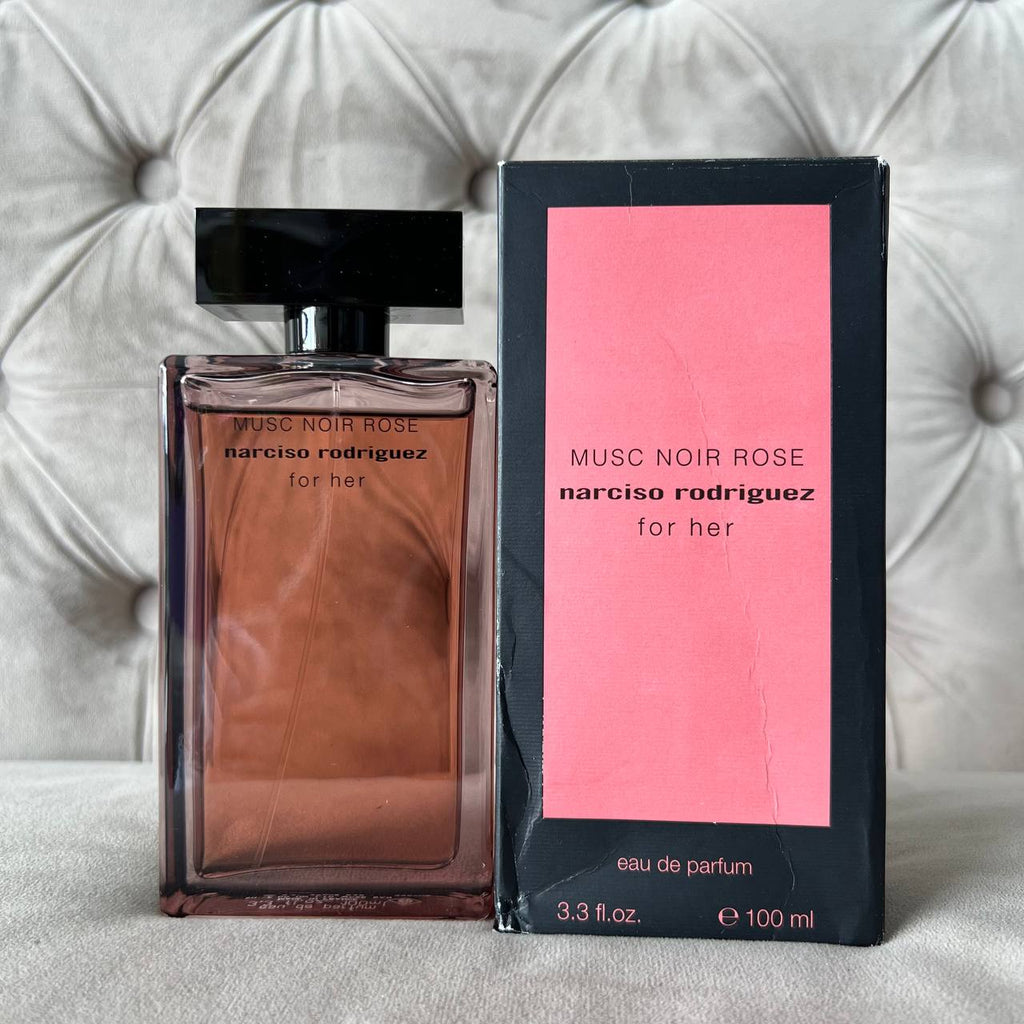 MUSC NOIR ROSE
narciso rodriguez
for her
MUSC NOIR ROSE
narciso rodriguez
for her
eau de parfum
3.3 fl.oz.
℮ 100 ml